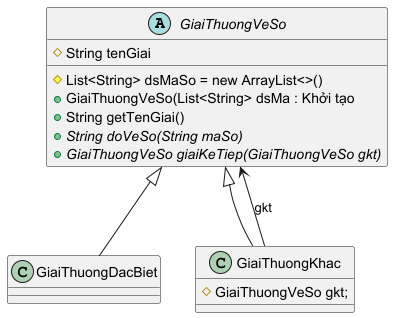 A GiaiThuongVeSo
String tenGiai
List<String> dsMaSo = new ArrayList<>()
GiaiThuongVeSo(List<String> dsMa : Khởi tạo
String getTenGiai()
String doVeSo(String maSo)
GiaiThuongVeSo giaiKeTiep(GiaiThuongVeSo gkt)
gkt
C GiaiThuongDacBiet
C GiaiThuongKhac
GiaiThuongVeSo gkt;